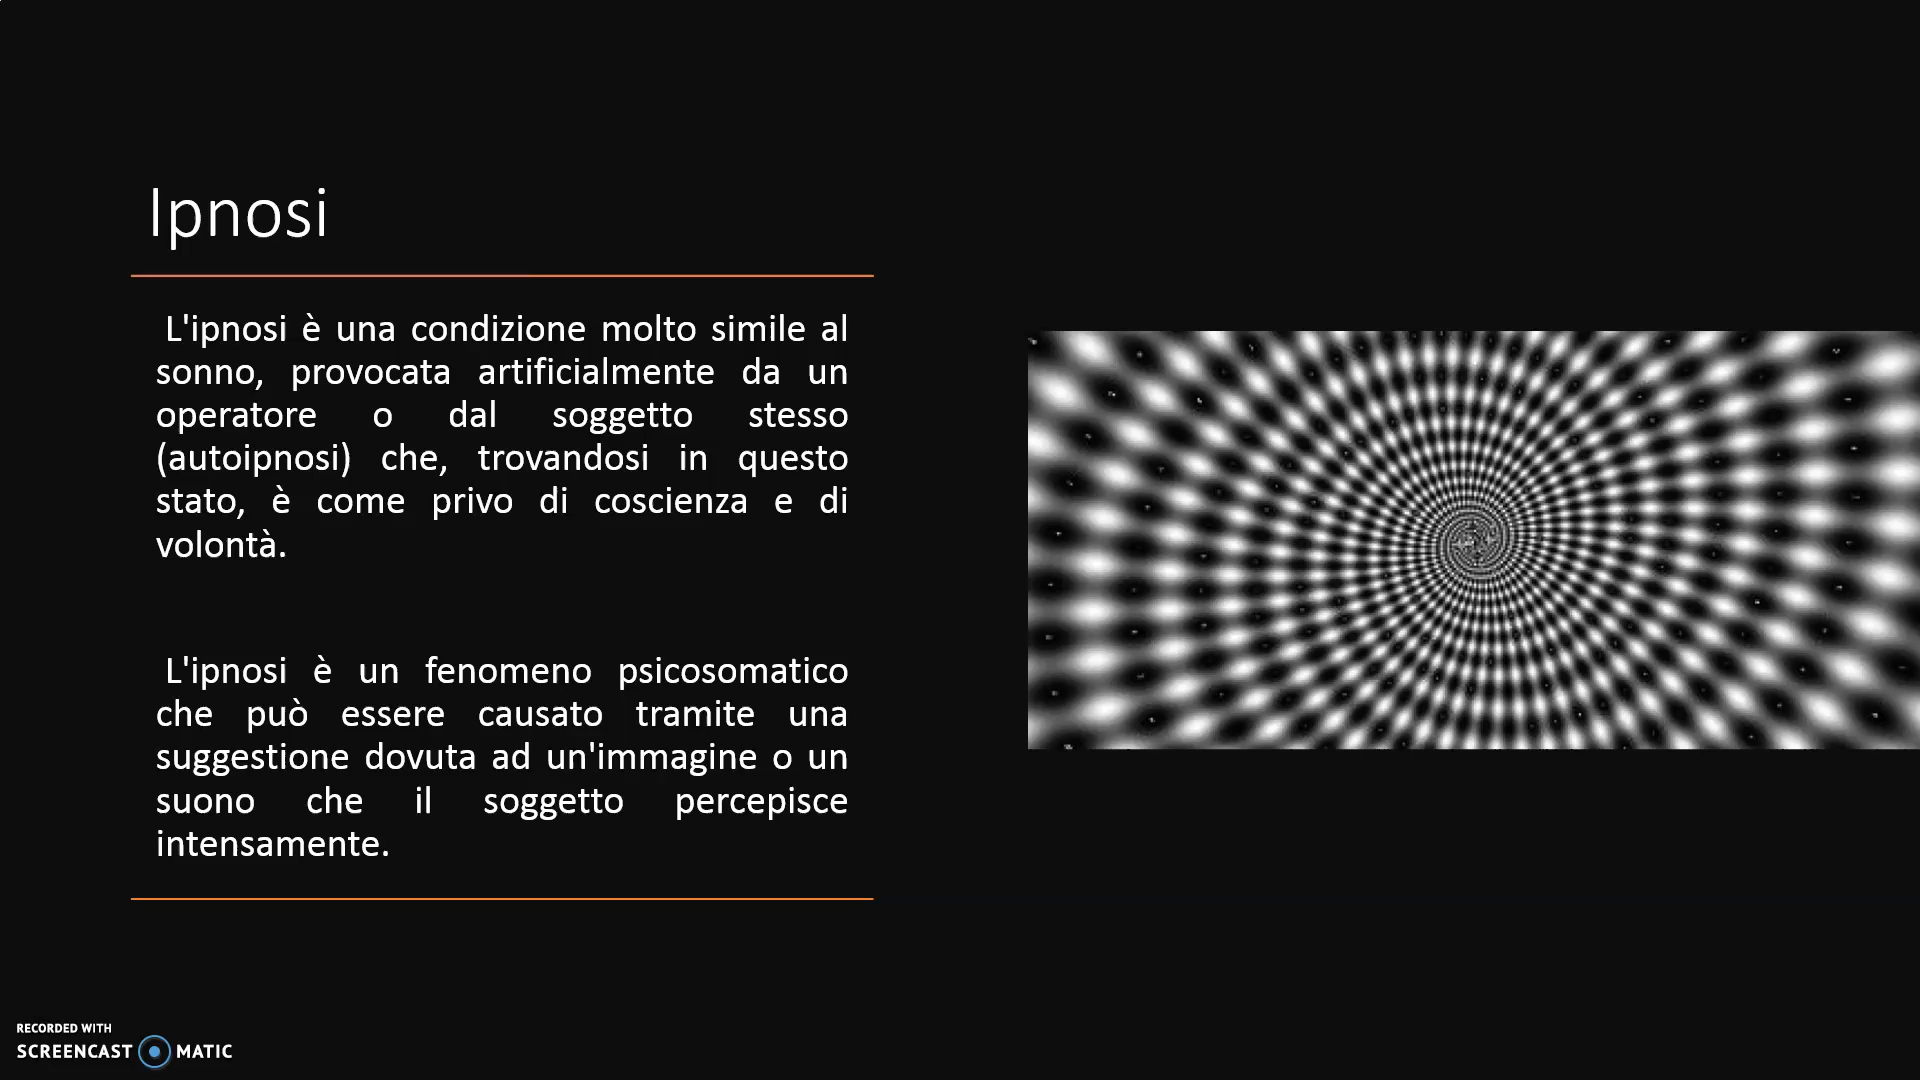 Ipnosi
L'ipnosi è una condizione molto simile al
sonno, provocata artificialmente da un
operatore o dal soggetto stesso
(autoipnosi) che, trovandosi in questo
stato, è come privo di coscienza e di
volontà.
L'ipnosi è un fenomeno psicosomatico
che può essere causato tramite una
suggestione dovuta ad un'immagine o un
suono che il soggetto percepisce
intensamente.
RECORDED WITH
SCREENCAST MATIC